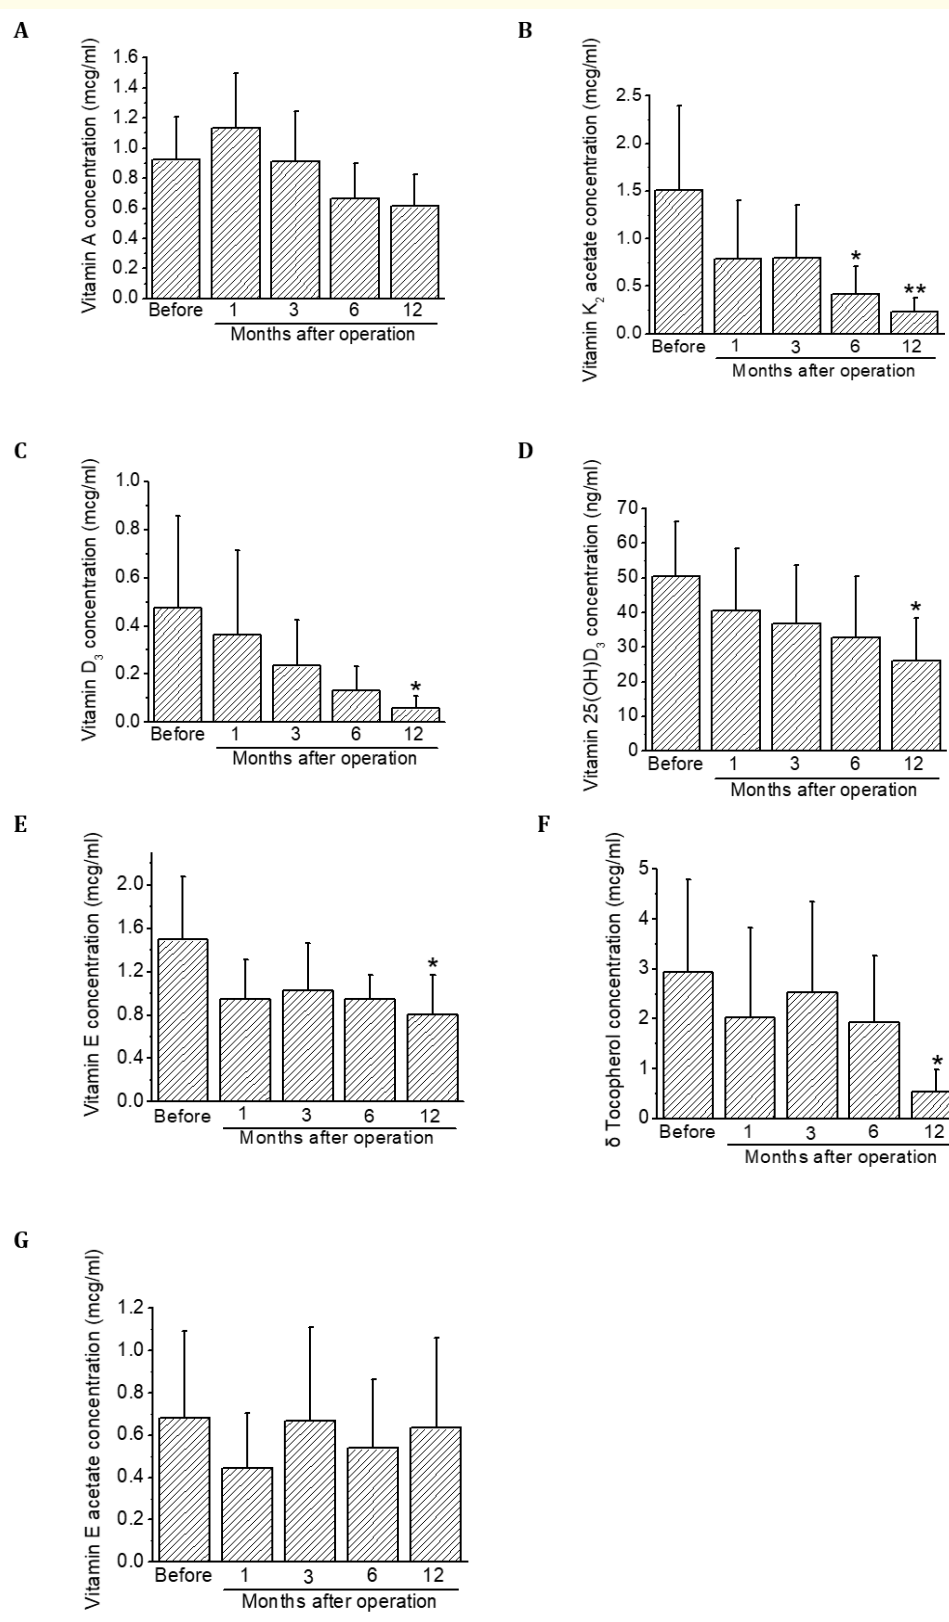 A
Vitamin A concentration (mcg/ml)
1.6
1.4
1.2
1.0
0.8
0.6
0.4
0.2
0.0
Before 1 3 6 12
Months after operation
B
Vitamin K2 acetate concentration (mcg/ml)
2.5
2.0
1.5
1.0
0.5
0.0
*
**
Before 1 3 6 12
Months after operation
C
Vitamin D3 concentration (mcg/ml)
1.0
0.8
0.6
0.4
0.2
0.0
*
Before 1 3 6 12
Months after operation
D
Vitamin 25(OH)D3 concentration (ng/ml)
70
60
50
40
30
20
10
0
*
Before 1 3 6 12
Months after operation
E
Vitamin E concentration (mcg/ml)
2.0
1.6
1.2
0.8
0.4
0.0
*
Before 1 3 6 12
Months after operation
F
δ Tocopherol concentration (mcg/ml)
5
4
3
2
1
0
*
Before 1 3 6 12
Months after operation
G
Vitamin E acetate concentration (mcg/ml)
1.2
1.0
0.8
0.6
0.4
0.2
0.0
Before 1 3 6 12
Months after operation